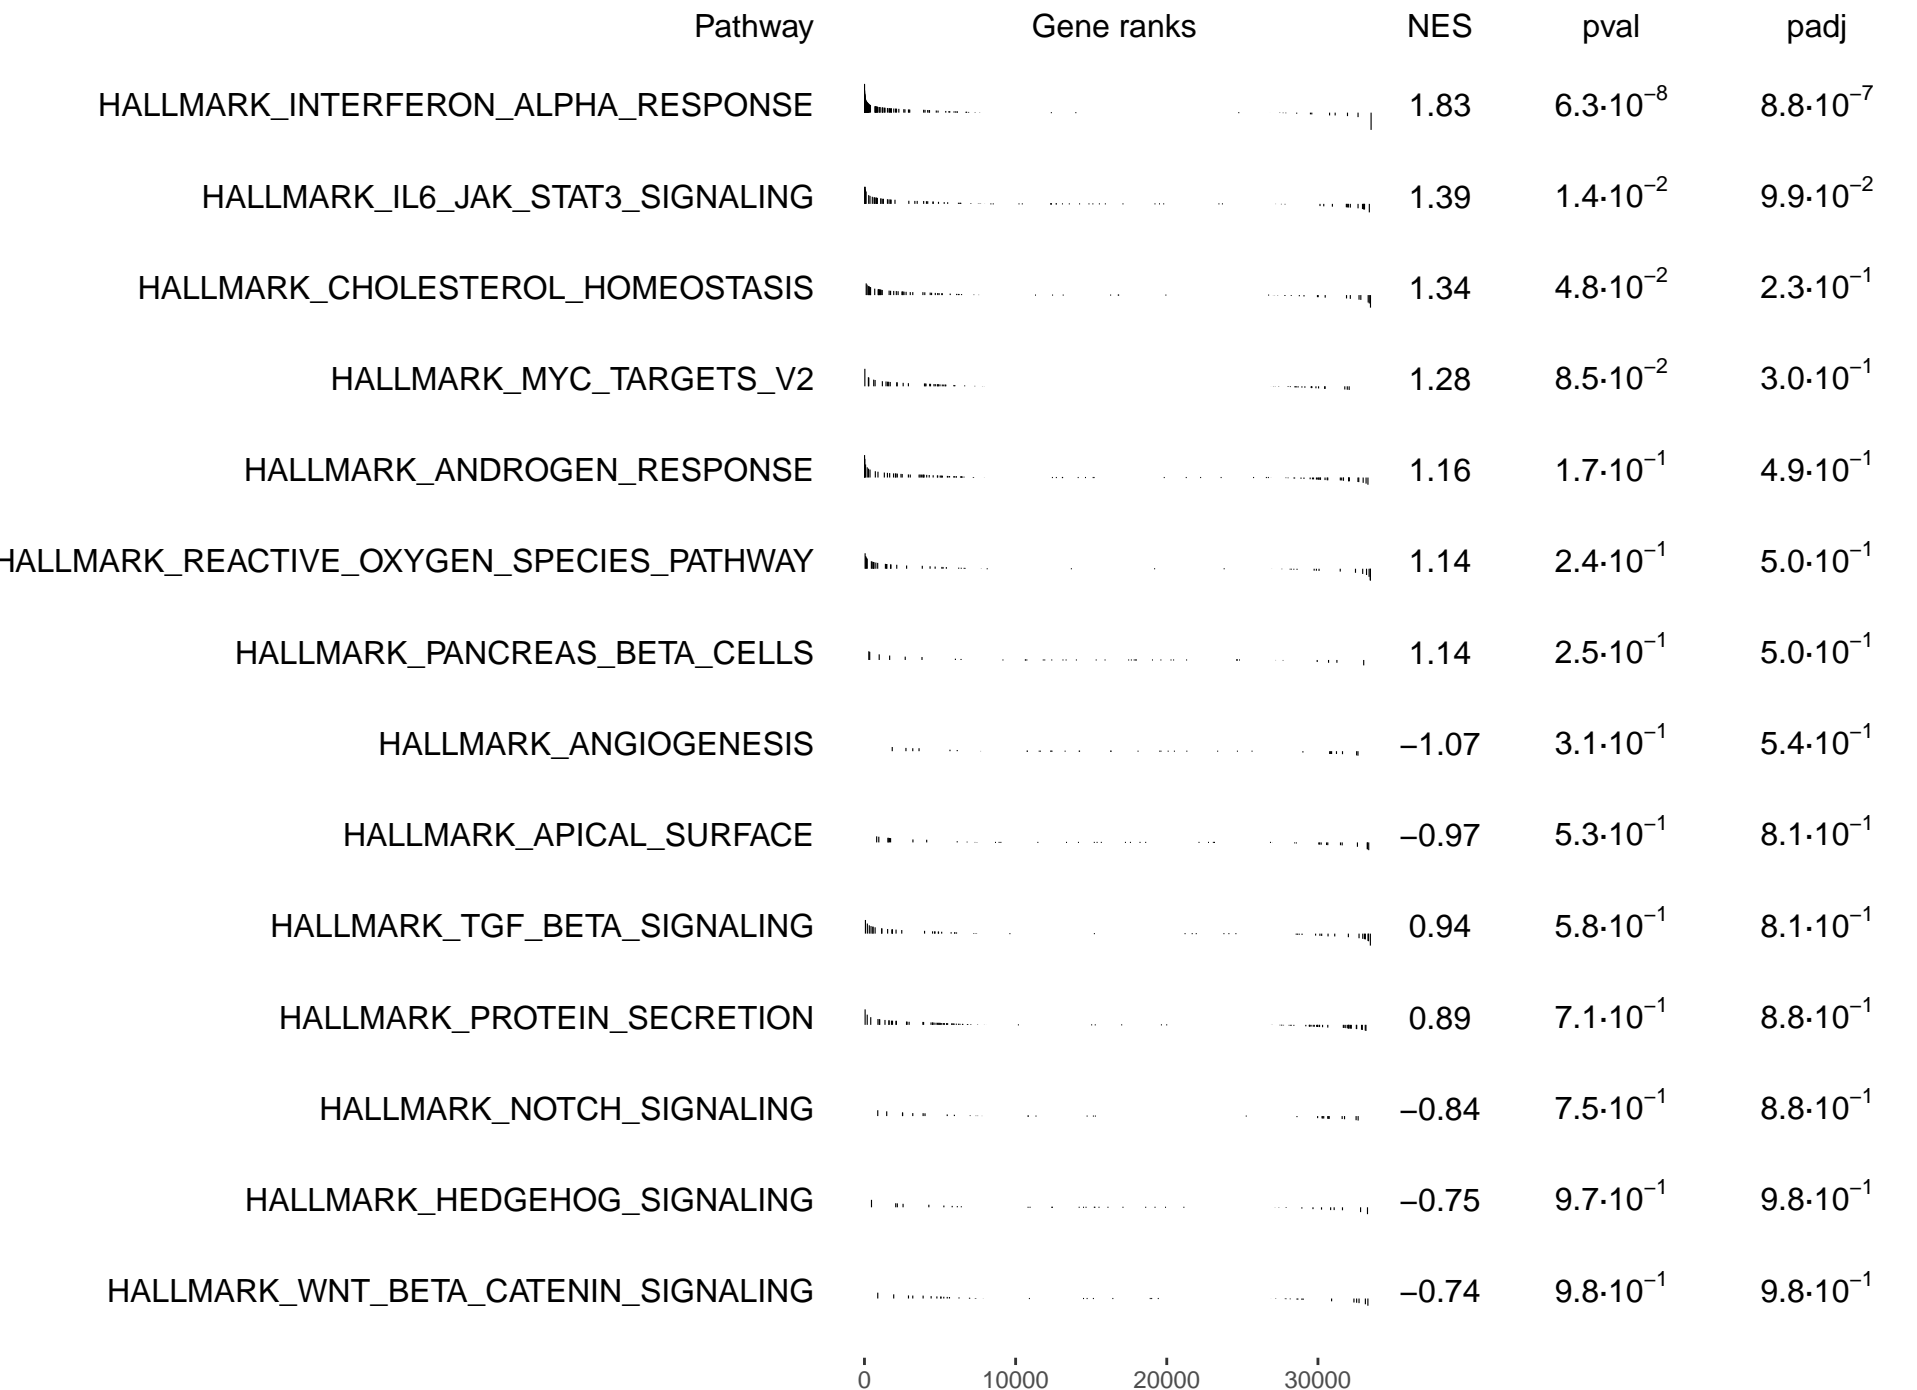 Pathway Gene ranks NES pval padj
HALLMARK_INTERFERON_ALPHA_RESPONSE 1.83 6.3·10⁻⁸ 8.8·10⁻⁷
HALLMARK_IL6_JAK_STAT3_SIGNALING 1.39 1.4·10⁻² 9.9·10⁻²
HALLMARK_CHOLESTEROL_HOMEOSTASIS 1.34 4.8·10⁻² 2.3·10⁻¹
HALLMARK_MYC_TARGETS_V2 1.28 8.5·10⁻² 3.0·10⁻¹
HALLMARK_ANDROGEN_RESPONSE 1.16 1.7·10⁻¹ 4.9·10⁻¹
HALLMARK_REACTIVE_OXYGEN_SPECIES_PATHWAY 1.14 2.4·10⁻¹ 5.0·10⁻¹
HALLMARK_PANCREAS_BETA_CELLS 1.14 2.5·10⁻¹ 5.0·10⁻¹
HALLMARK_ANGIOGENESIS −1.07 3.1·10⁻¹ 5.4·10⁻¹
HALLMARK_APICAL_SURFACE −0.97 5.3·10⁻¹ 8.1·10⁻¹
HALLMARK_TGF_BETA_SIGNALING 0.94 5.8·10⁻¹ 8.1·10⁻¹
HALLMARK_PROTEIN_SECRETION 0.89 7.1·10⁻¹ 8.8·10⁻¹
HALLMARK_NOTCH_SIGNALING −0.84 7.5·10⁻¹ 8.8·10⁻¹
HALLMARK_HEDGEHOG_SIGNALING −0.75 9.7·10⁻¹ 9.8·10⁻¹
HALLMARK_WNT_BETA_CATENIN_SIGNALING −0.74 9.8·10⁻¹ 9.8·10⁻¹
0 10000 20000 30000